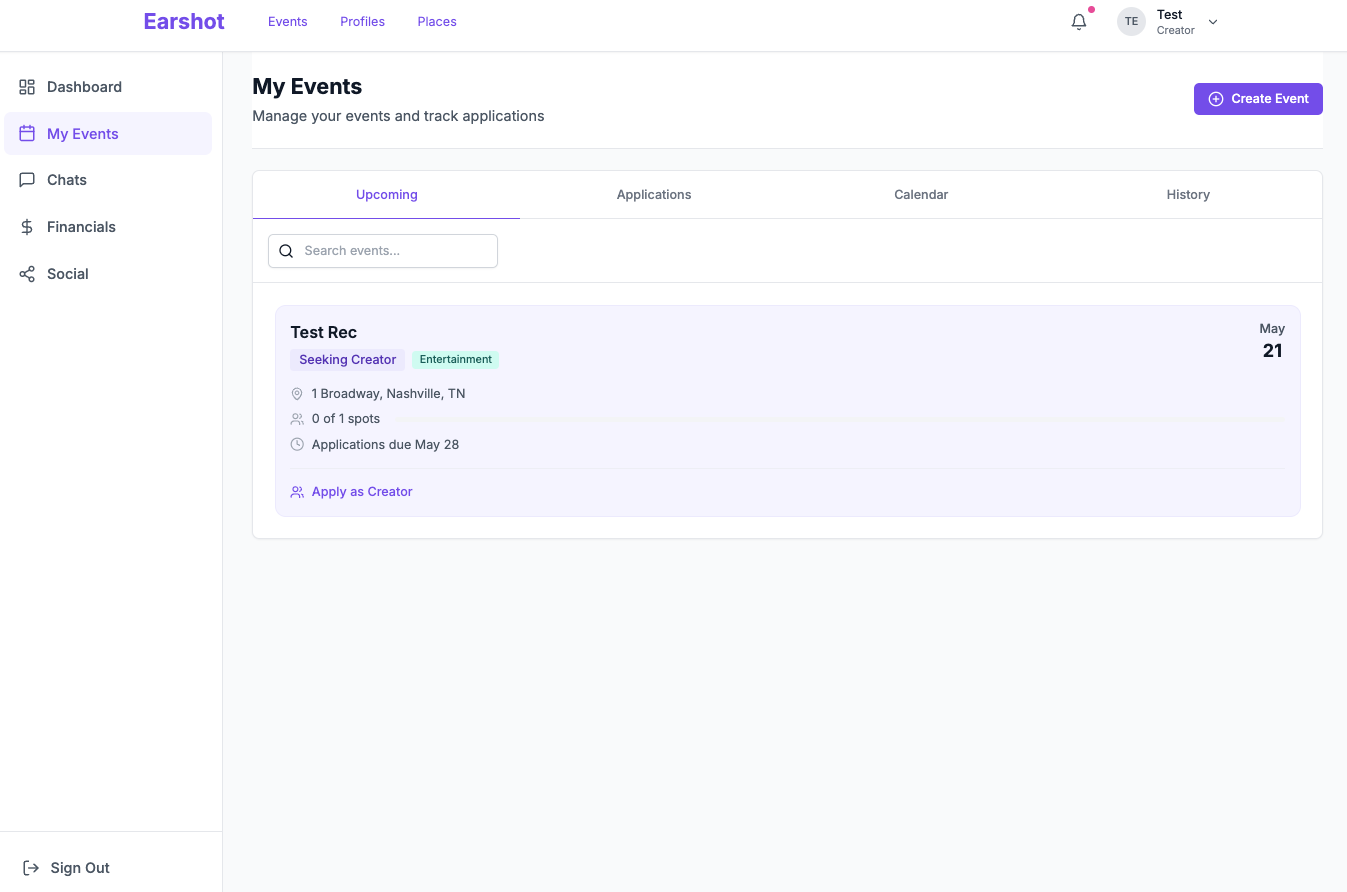 Earshot
Events
Profiles
Places
TE
Test
Creator
Dashboard
My Events
Chats
Financials
Social
Sign Out
My Events
Manage your events and track applications
Create Event
Upcoming
Applications
Calendar
History
Search events...
Test Rec
May
21
Seeking Creator
Entertainment
1 Broadway, Nashville, TN
0 of 1 spots
Applications due May 28
Apply as Creator